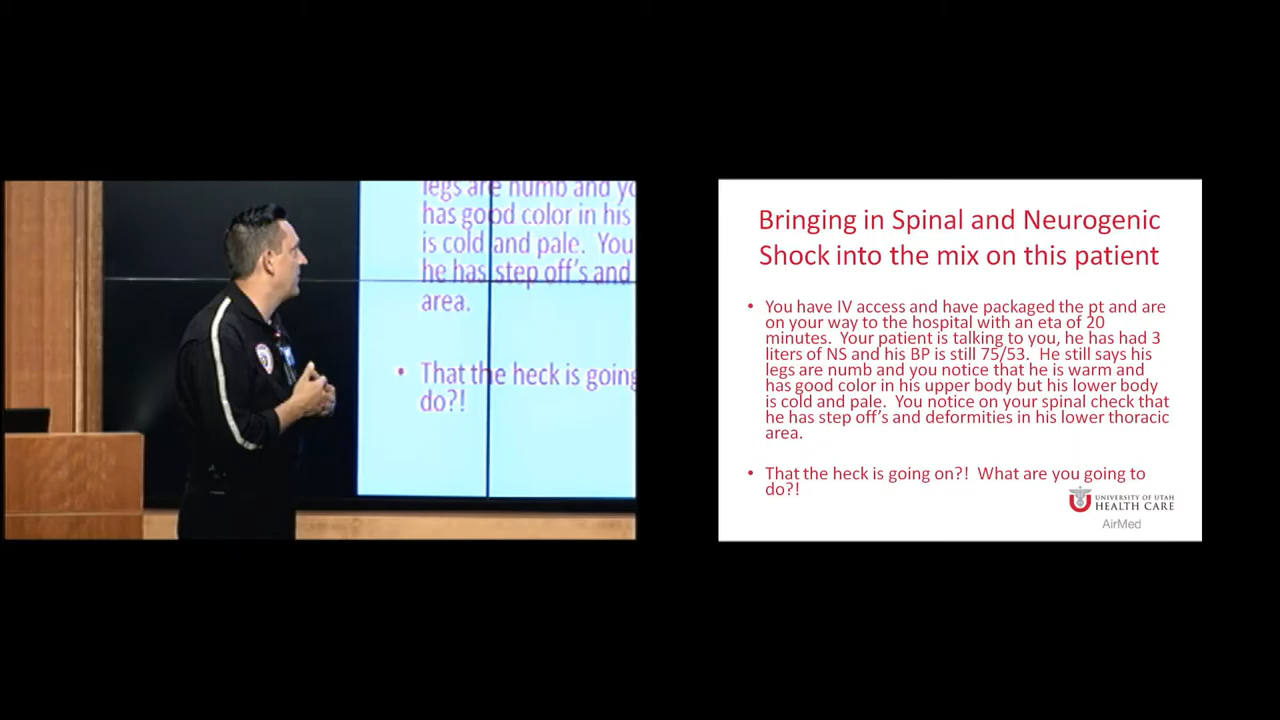 legs are numb and yo
has good color in his
is cold and pale. You
he has step off's and
area.
• That the heck is going
do?!
Bringing in Spinal and Neurogenic
Shock into the mix on this patient
• You have IV access and have packaged the pt and are
on your way to the hospital with an eta of 20
minutes. Your patient is talking to you, he has had 3
liters of NS and his BP is still 75/53. He still says his
legs are numb and you notice that he is warm and
has good color in his upper body but his lower body
is cold and pale. You notice on your spinal check that
he has step off's and deformities in his lower thoracic
area.
• That the heck is going on?! What are you going to
do?!
UNIVERSITY OF UTAH
HEALTH CARE
AirMed